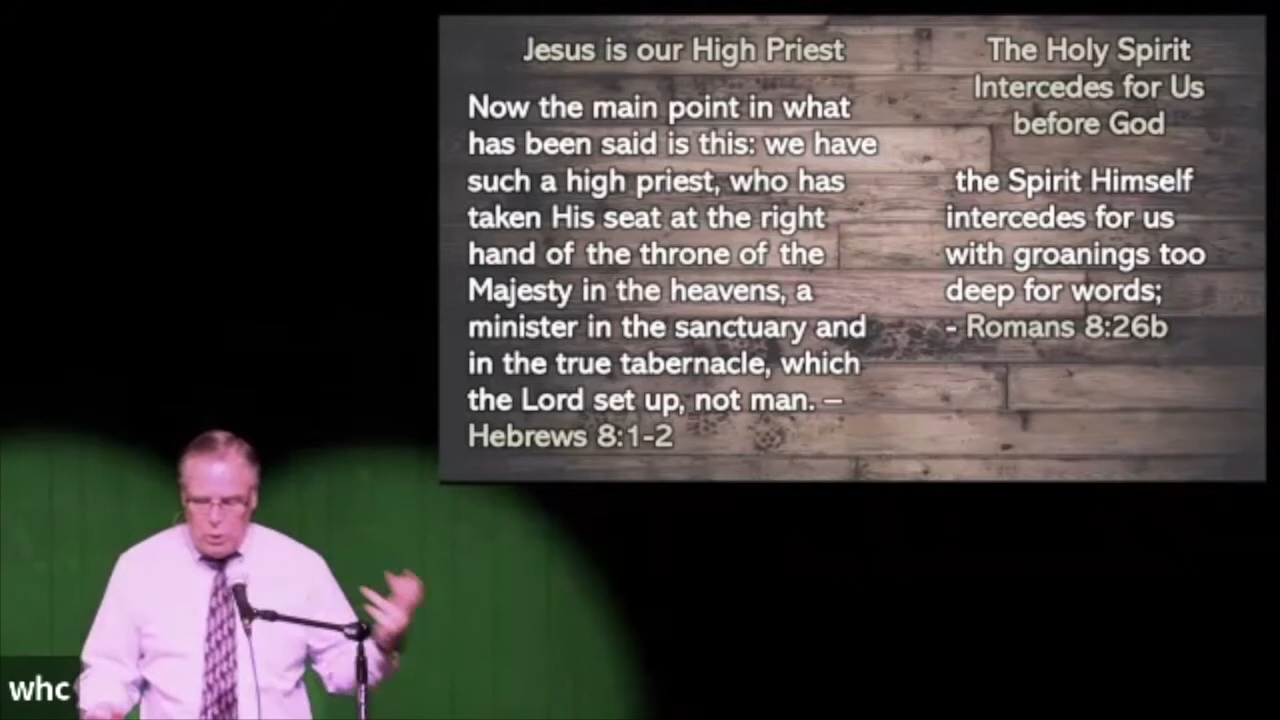 Jesus is our High Priest
Now the main point in what
has been said is this: we have
such a high priest, who has
taken His seat at the right
hand of the throne of the
Majesty in the heavens, a
minister in the sanctuary and
in the true tabernacle, which
the Lord set up, not man. –
Hebrews 8:1-2
The Holy Spirit
Intercedes for Us
before God
the Spirit Himself
intercedes for us
with groanings too
deep for words;
- Romans 8:26b
whc